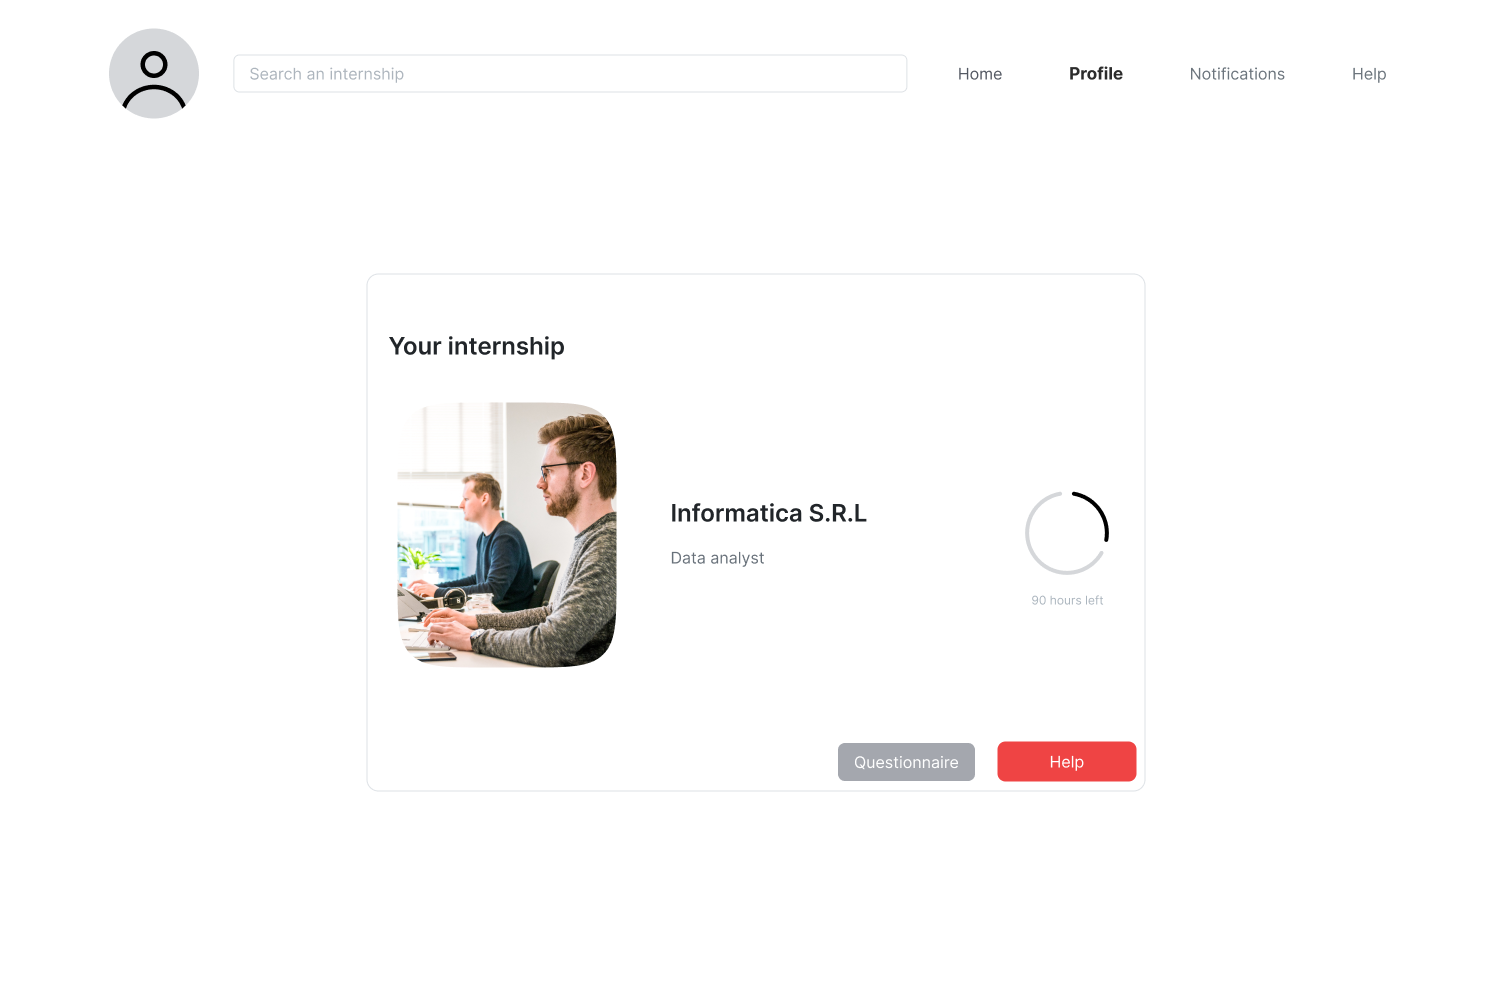 Search an internship
Home
Profile
Notifications
Help
Your internship
Informatica S.R.L
Data analyst
90 hours left
Questionnaire
Help